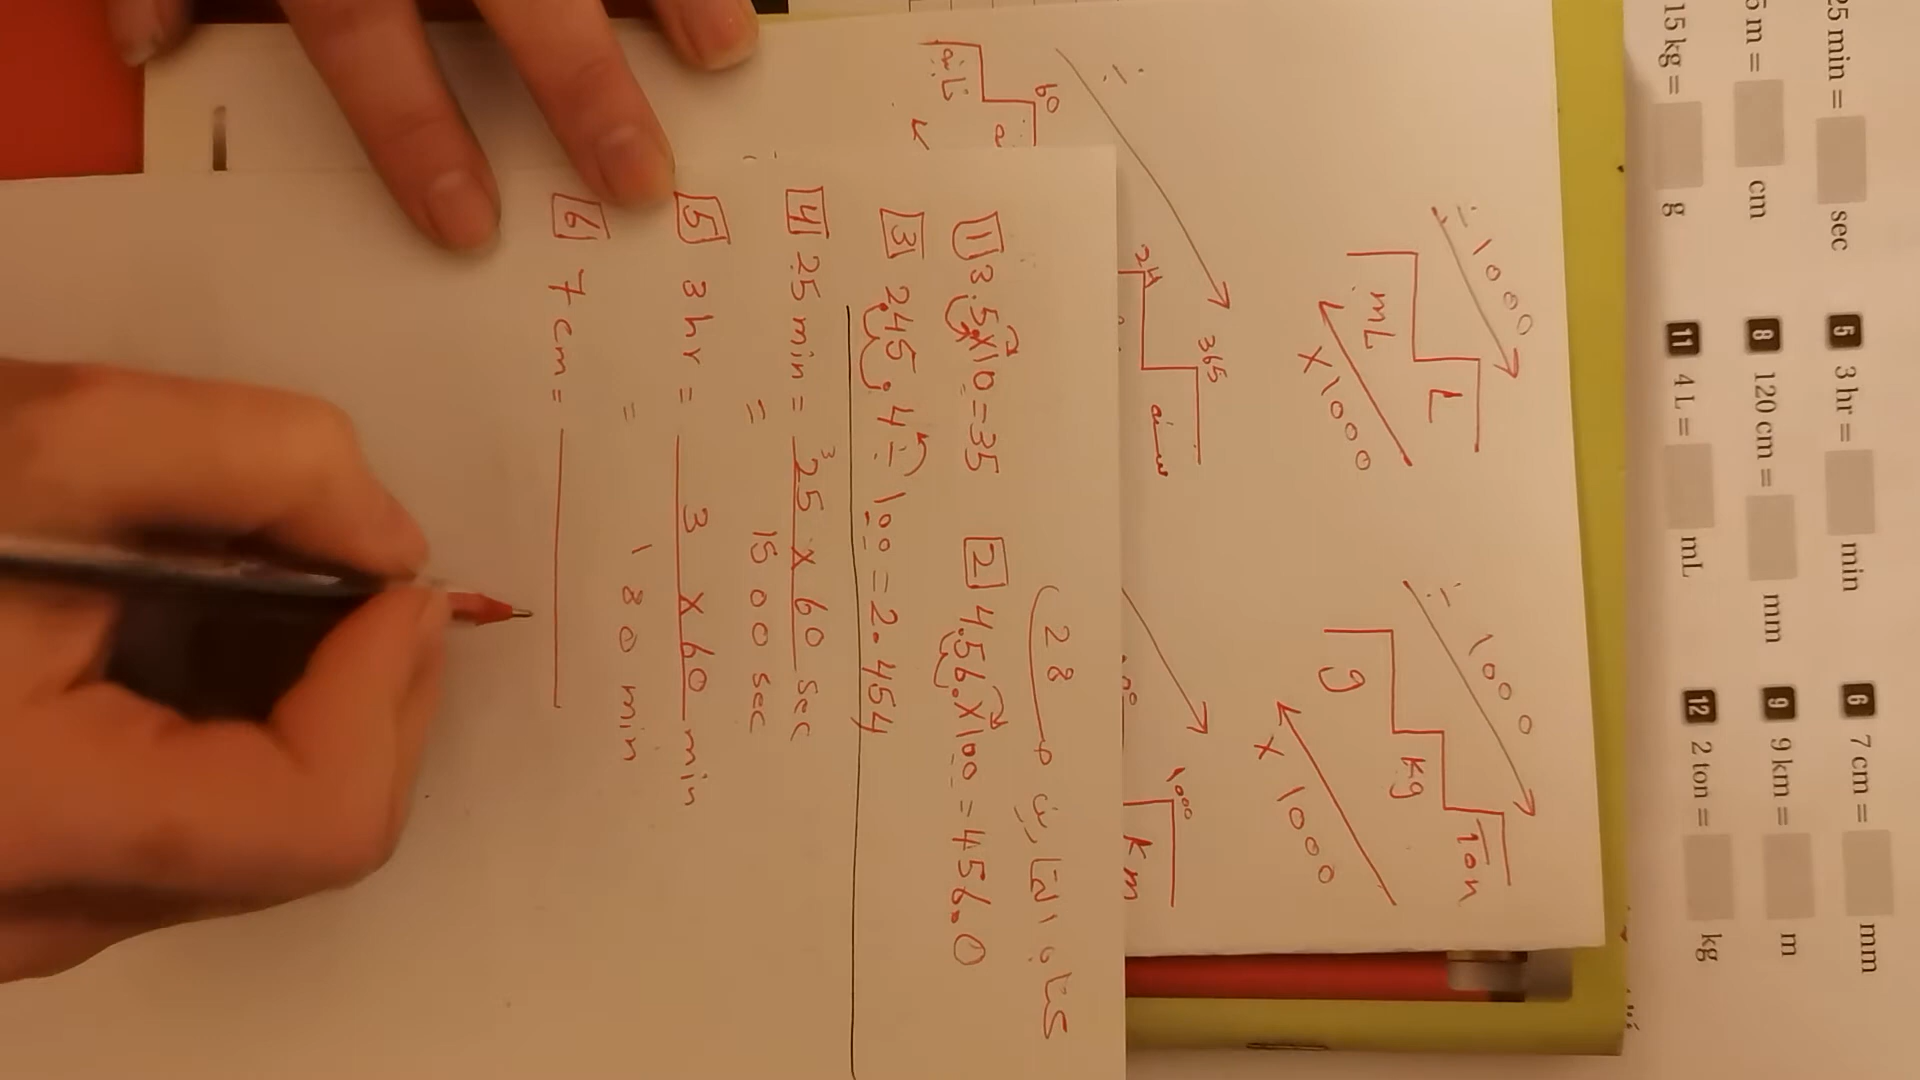 25 min = sec
5 3 hr = min
6 7 cm = mm
5 m = cm
8 120 cm = mm
9 9 km = m
15 kg = g
11 4 L = mL
12 2 ton = kg
÷ 1000
mL
L
X 1000
÷ 1000
g
kg
Ton
X 1000
÷
60
ثانية
24
365
سنة
1000
km
28
1 3.5 X 10 = 35
2 4.56. X 100 = 456.0
3 245.4 ÷ 100 = 2.454
4 25 min = ³25 X 60 sec
= 1500 sec
5 3 hr = 3 X 60 min
= 180 min
6 7 cm =